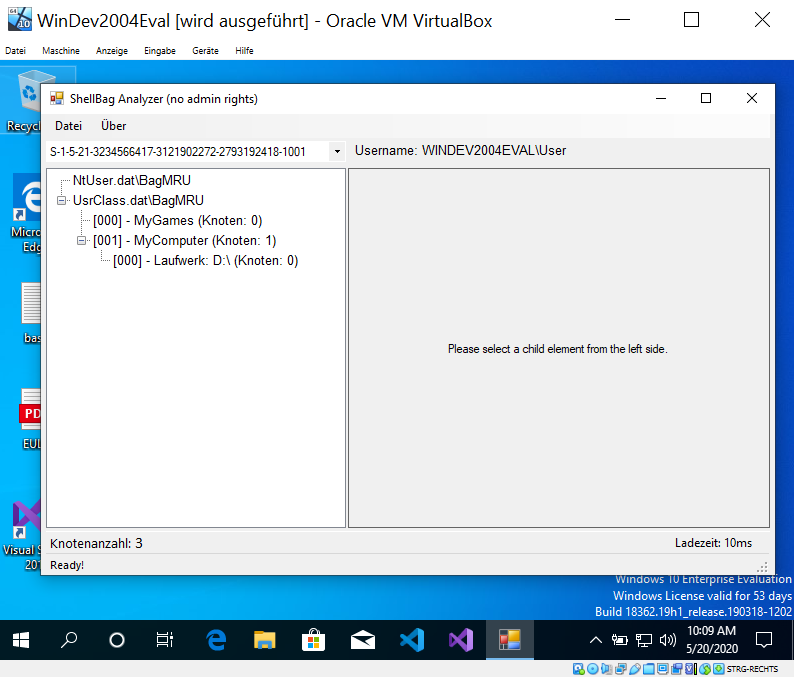 WinDev2004Eval [wird ausgeführt] - Oracle VM VirtualBox
Datei Maschine Anzeige Eingabe Geräte Hilfe
ShellBag Analyzer (no admin rights)
Datei Über
S-1-5-21-3234566417-3121902272-2793192418-1001
Username: WINDEV2004EVAL\User
NtUser.dat\BagMRU
UsrClass.dat\BagMRU
[000] - MyGames (Knoten: 0)
[001] - MyComputer (Knoten: 1)
[000] - Laufwerk: D:\ (Knoten: 0)
Please select a child element from the left side.
Knotenanzahl: 3
Ladezeit: 10ms
Ready!
Recycl
Micro
Edg
bas
PD
EUL
Visual S
20
Windows 10 Enterprise Evaluation
Windows License valid for 53 days
Build 18362.19h1_release.190318-1202
10:09 AM
5/20/2020
STRG-RECHTS